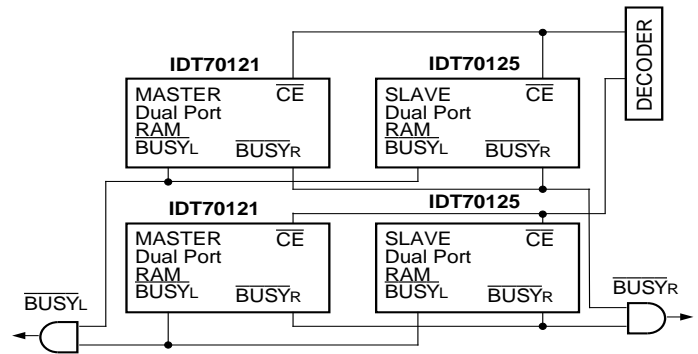 IDT70121
IDT70125
MASTER
Dual Port
RAM
BUSYL
CE
BUSYR
SLAVE
Dual Port
RAM
BUSYL
CE
BUSYR
DECODER
IDT70121
IDT70125
MASTER
Dual Port
RAM
BUSYL
CE
BUSYR
SLAVE
Dual Port
RAM
BUSYL
CE
BUSYR
BUSYL
BUSYR